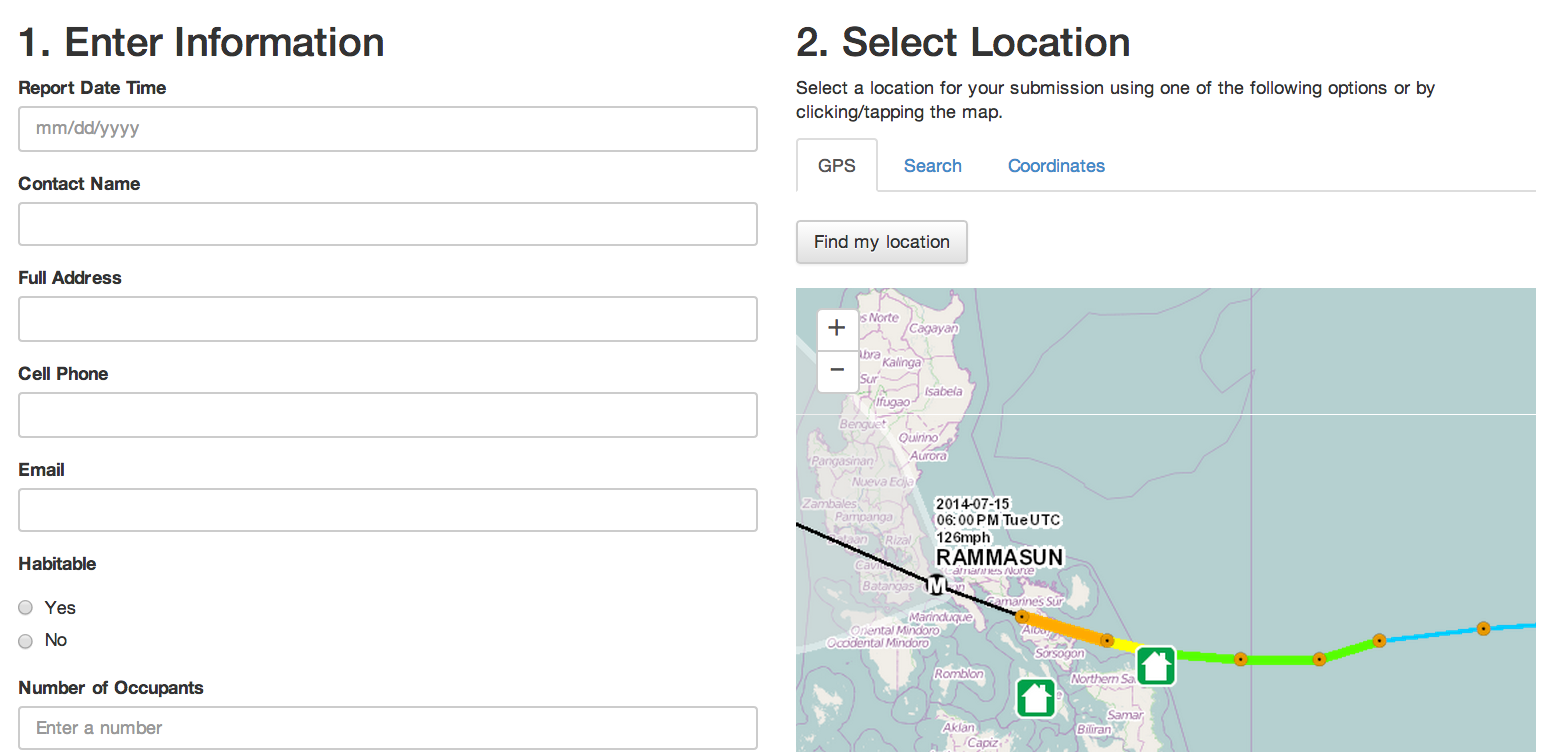 1. Enter Information
Report Date Time
mm/dd/yyyy
Contact Name
Full Address
Cell Phone
Email
Habitable
Yes
No
Number of Occupants
Enter a number
2. Select Location
Select a location for your submission using one of the following options or by
clicking/tapping the map.
GPS
Search
Coordinates
Find my location
+
−
s Norte
Cagayan
Abra
Kalinga
Sur
Isabela
Ifugao
Benguet
Quirino
Aurora
Pangasinan
Nueva Ecija
Zambales
Pampanga
Rizal
2014-07-15
06:00 PM Tue UTC
126mph
RAMMASUN
Camarines Norte
Batangas
M
Camarines Sur
Marinduque
Oriental Mindoro
Occidental Mindoro
Sorsogon
Romblon
Northern Sa
Samar
Aklan
Biliran
Capiz